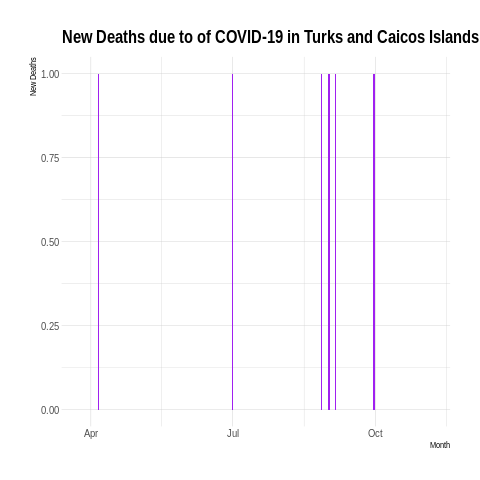 New Deaths due to of COVID-19 in Turks and Caicos Islands
New Deaths
1.00
0.75
0.50
0.25
0.00
Apr
Jul
Oct
Month